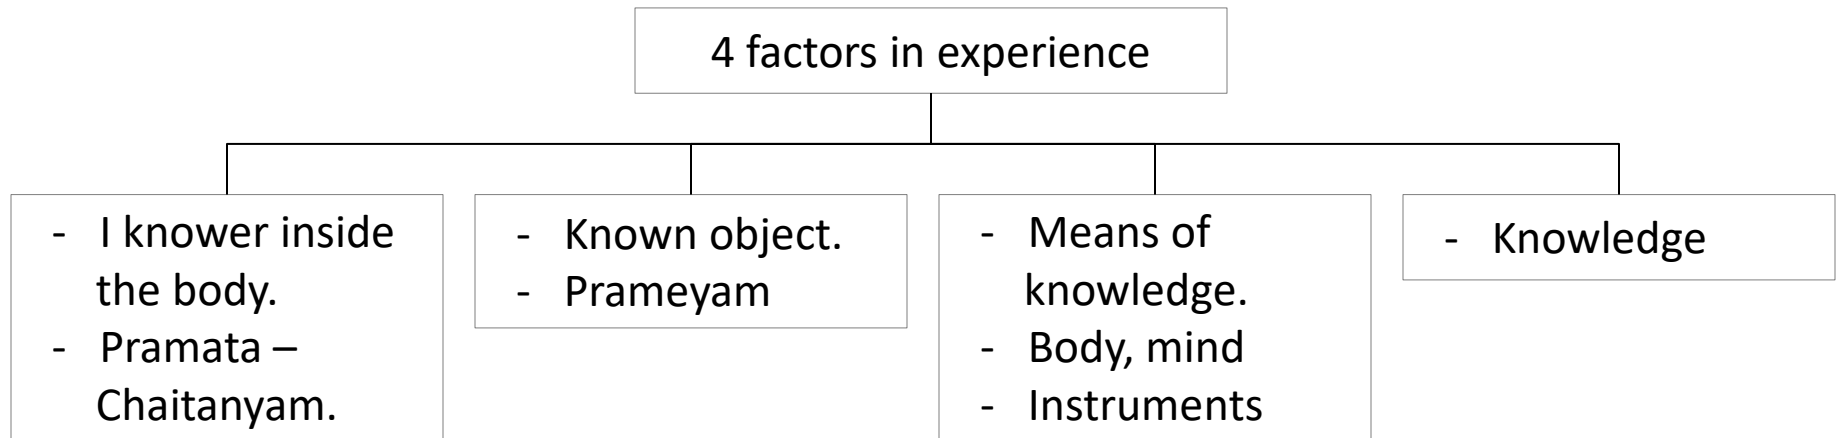 4 factors in experience
- I knower inside
the body.
- Pramata –
Chaitanyam.
- Known object.
- Prameyam
- Means of
knowledge.
- Body, mind
- Instruments
- Knowledge